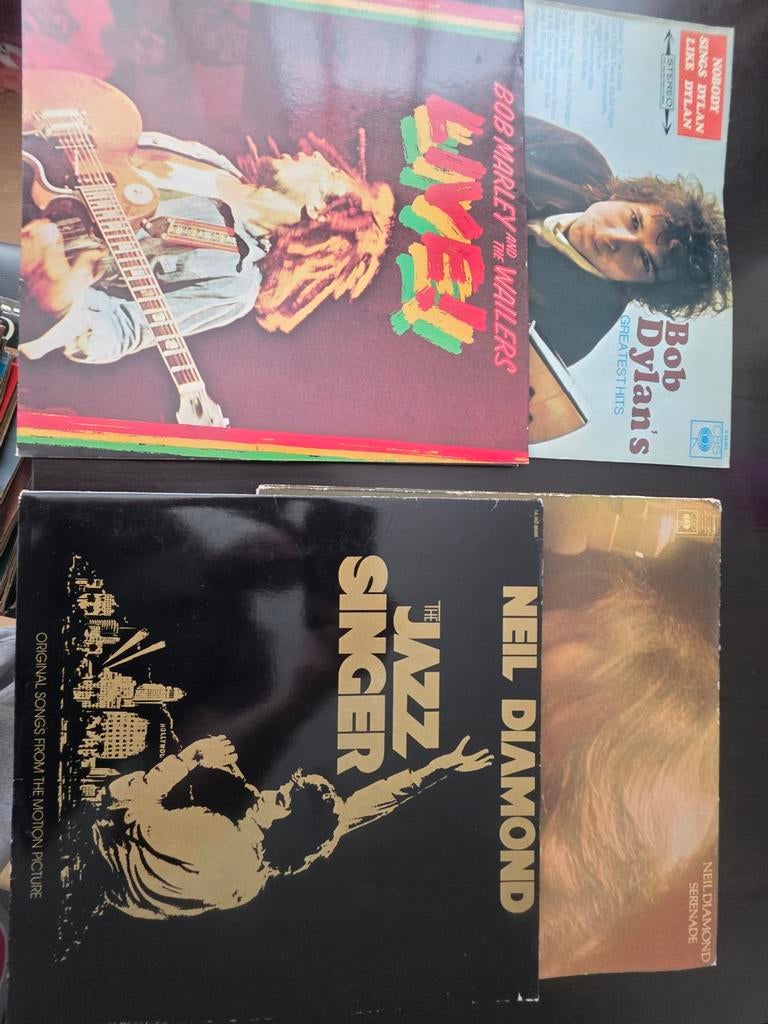 BOB MARLEY AND THE WAILERS
LIVE!
NOBODY
SINGS DYLAN
LIKE DYLAN
STEREO
Bob
Dylan's
GREATEST HITS
CBS
NEIL DIAMOND
THE JAZZ
SINGER
HOLLYWOO
ORIGINAL SONGS FROM THE MOTION PICTURE
NEIL DIAMOND
SERENADE